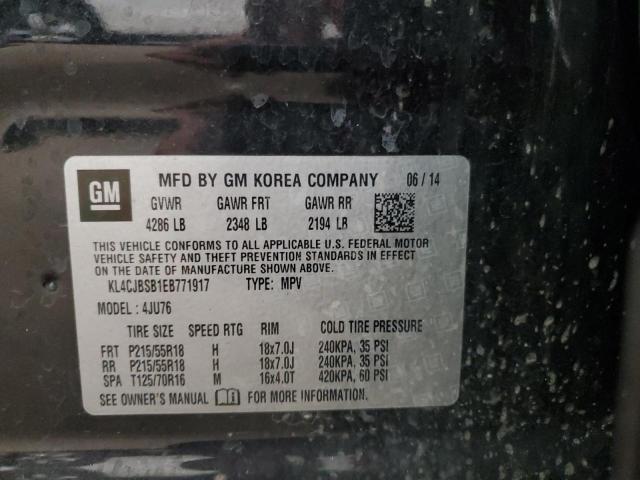 GM MFD BY GM KOREA COMPANY 06 / 14
GVWR GAWR FRT GAWR RR
4286 LB 2348 LB 2194 LB
THIS VEHICLE CONFORMS TO ALL APPLICABLE U.S. FEDERAL MOTOR
VEHICLE SAFETY AND THEFT PREVENTION STANDARDS IN EFFECT
ON THE DATE OF MANUFACTURE SHOWN ABOVE.
KL4CJBSB1EB771917 TYPE: MPV
MODEL : 4JU76
TIRE SIZE SPEED RTG RIM COLD TIRE PRESSURE
FRT P215/55R18 H 18x7.0J 240KPA, 35 PSI
RR P215/55R18 H 18x7.0J 240KPA, 35 PSI
SPA T125/70R16 M 16x4.0T 420KPA, 60 PSI
SEE OWNER'S MANUAL FOR MORE INFORMATION.